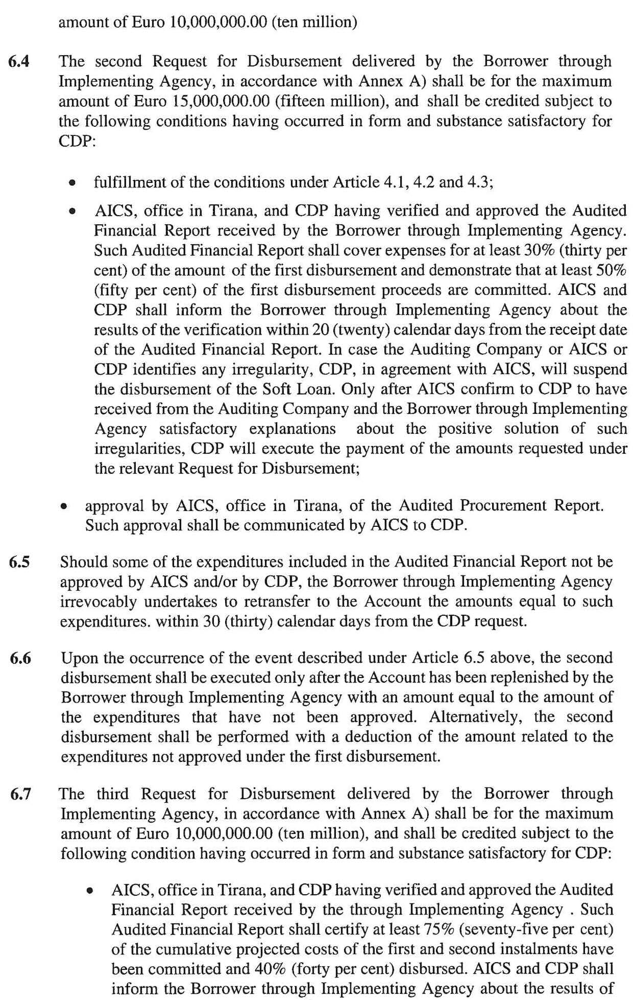 amount of Euro 10,000,000.00 (ten million)
6.4 The second Request for Disbursement delivered by the Borrower through
Implementing Agency, in accordance with Annex A) shall be for the maximum
amount of Euro 15,000,000.00 (fifteen million), and shall be credited subject to
the following conditions having occurred in form and substance satisfactory for
CDP:
• fulfillment of the conditions under Article 4.1, 4.2 and 4.3;
• AICS, office in Tirana, and CDP having verified and approved the Audited
Financial Report received by the Borrower through Implementing Agency.
Such Audited Financial Report shall cover expenses for at least 30% (thirty per
cent) of the amount of the first disbursement and demonstrate that at least 50%
(fifty per cent) of the first disbursement proceeds are committed. AICS and
CDP shall inform the Borrower through Implementing Agency about the
results of the verification within 20 (twenty) calendar days from the receipt date
of the Audited Financial Report. In case the Auditing Company or AICS or
CDP identifies any irregularity, CDP, in agreement with AICS, will suspend
the disbursement of the Soft Loan. Only after AICS confirm to CDP to have
received from the Auditing Company and the Borrower through Implementing
Agency satisfactory explanations about the positive solution of such
irregularities, CDP will execute the payment of the amounts requested under
the relevant Request for Disbursement;
• approval by AICS, office in Tirana, of the Audited Procurement Report.
Such approval shall be communicated by AICS to CDP.
6.5 Should some of the expenditures included in the Audited Financial Report not be
approved by AICS and/or by CDP, the Borrower through Implementing Agency
irrevocably undertakes to retransfer to the Account the amounts equal to such
expenditures. within 30 (thirty) calendar days from the CDP request.
6.6 Upon the occurrence of the event described under Article 6.5 above, the second
disbursement shall be executed only after the Account has been replenished by the
Borrower through Implementing Agency with an amount equal to the amount of
the expenditures that have not been approved. Alternatively, the second
disbursement shall be performed with a deduction of the amount related to the
expenditures not approved under the first disbursement.
6.7 The third Request for Disbursement delivered by the Borrower through
Implementing Agency, in accordance with Annex A) shall be for the maximum
amount of Euro 10,000,000.00 (ten million), and shall be credited subject to the
following condition having occurred in form and substance satisfactory for CDP:
• AICS, office in Tirana, and CDP having verified and approved the Audited
Financial Report received by the through Implementing Agency . Such
Audited Financial Report shall certify at least 75% (seventy-five per cent)
of the cumulative projected costs of the first and second instalments have
been committed and 40% (forty per cent) disbursed. AICS and CDP shall
inform the Borrower through Implementing Agency about the results of